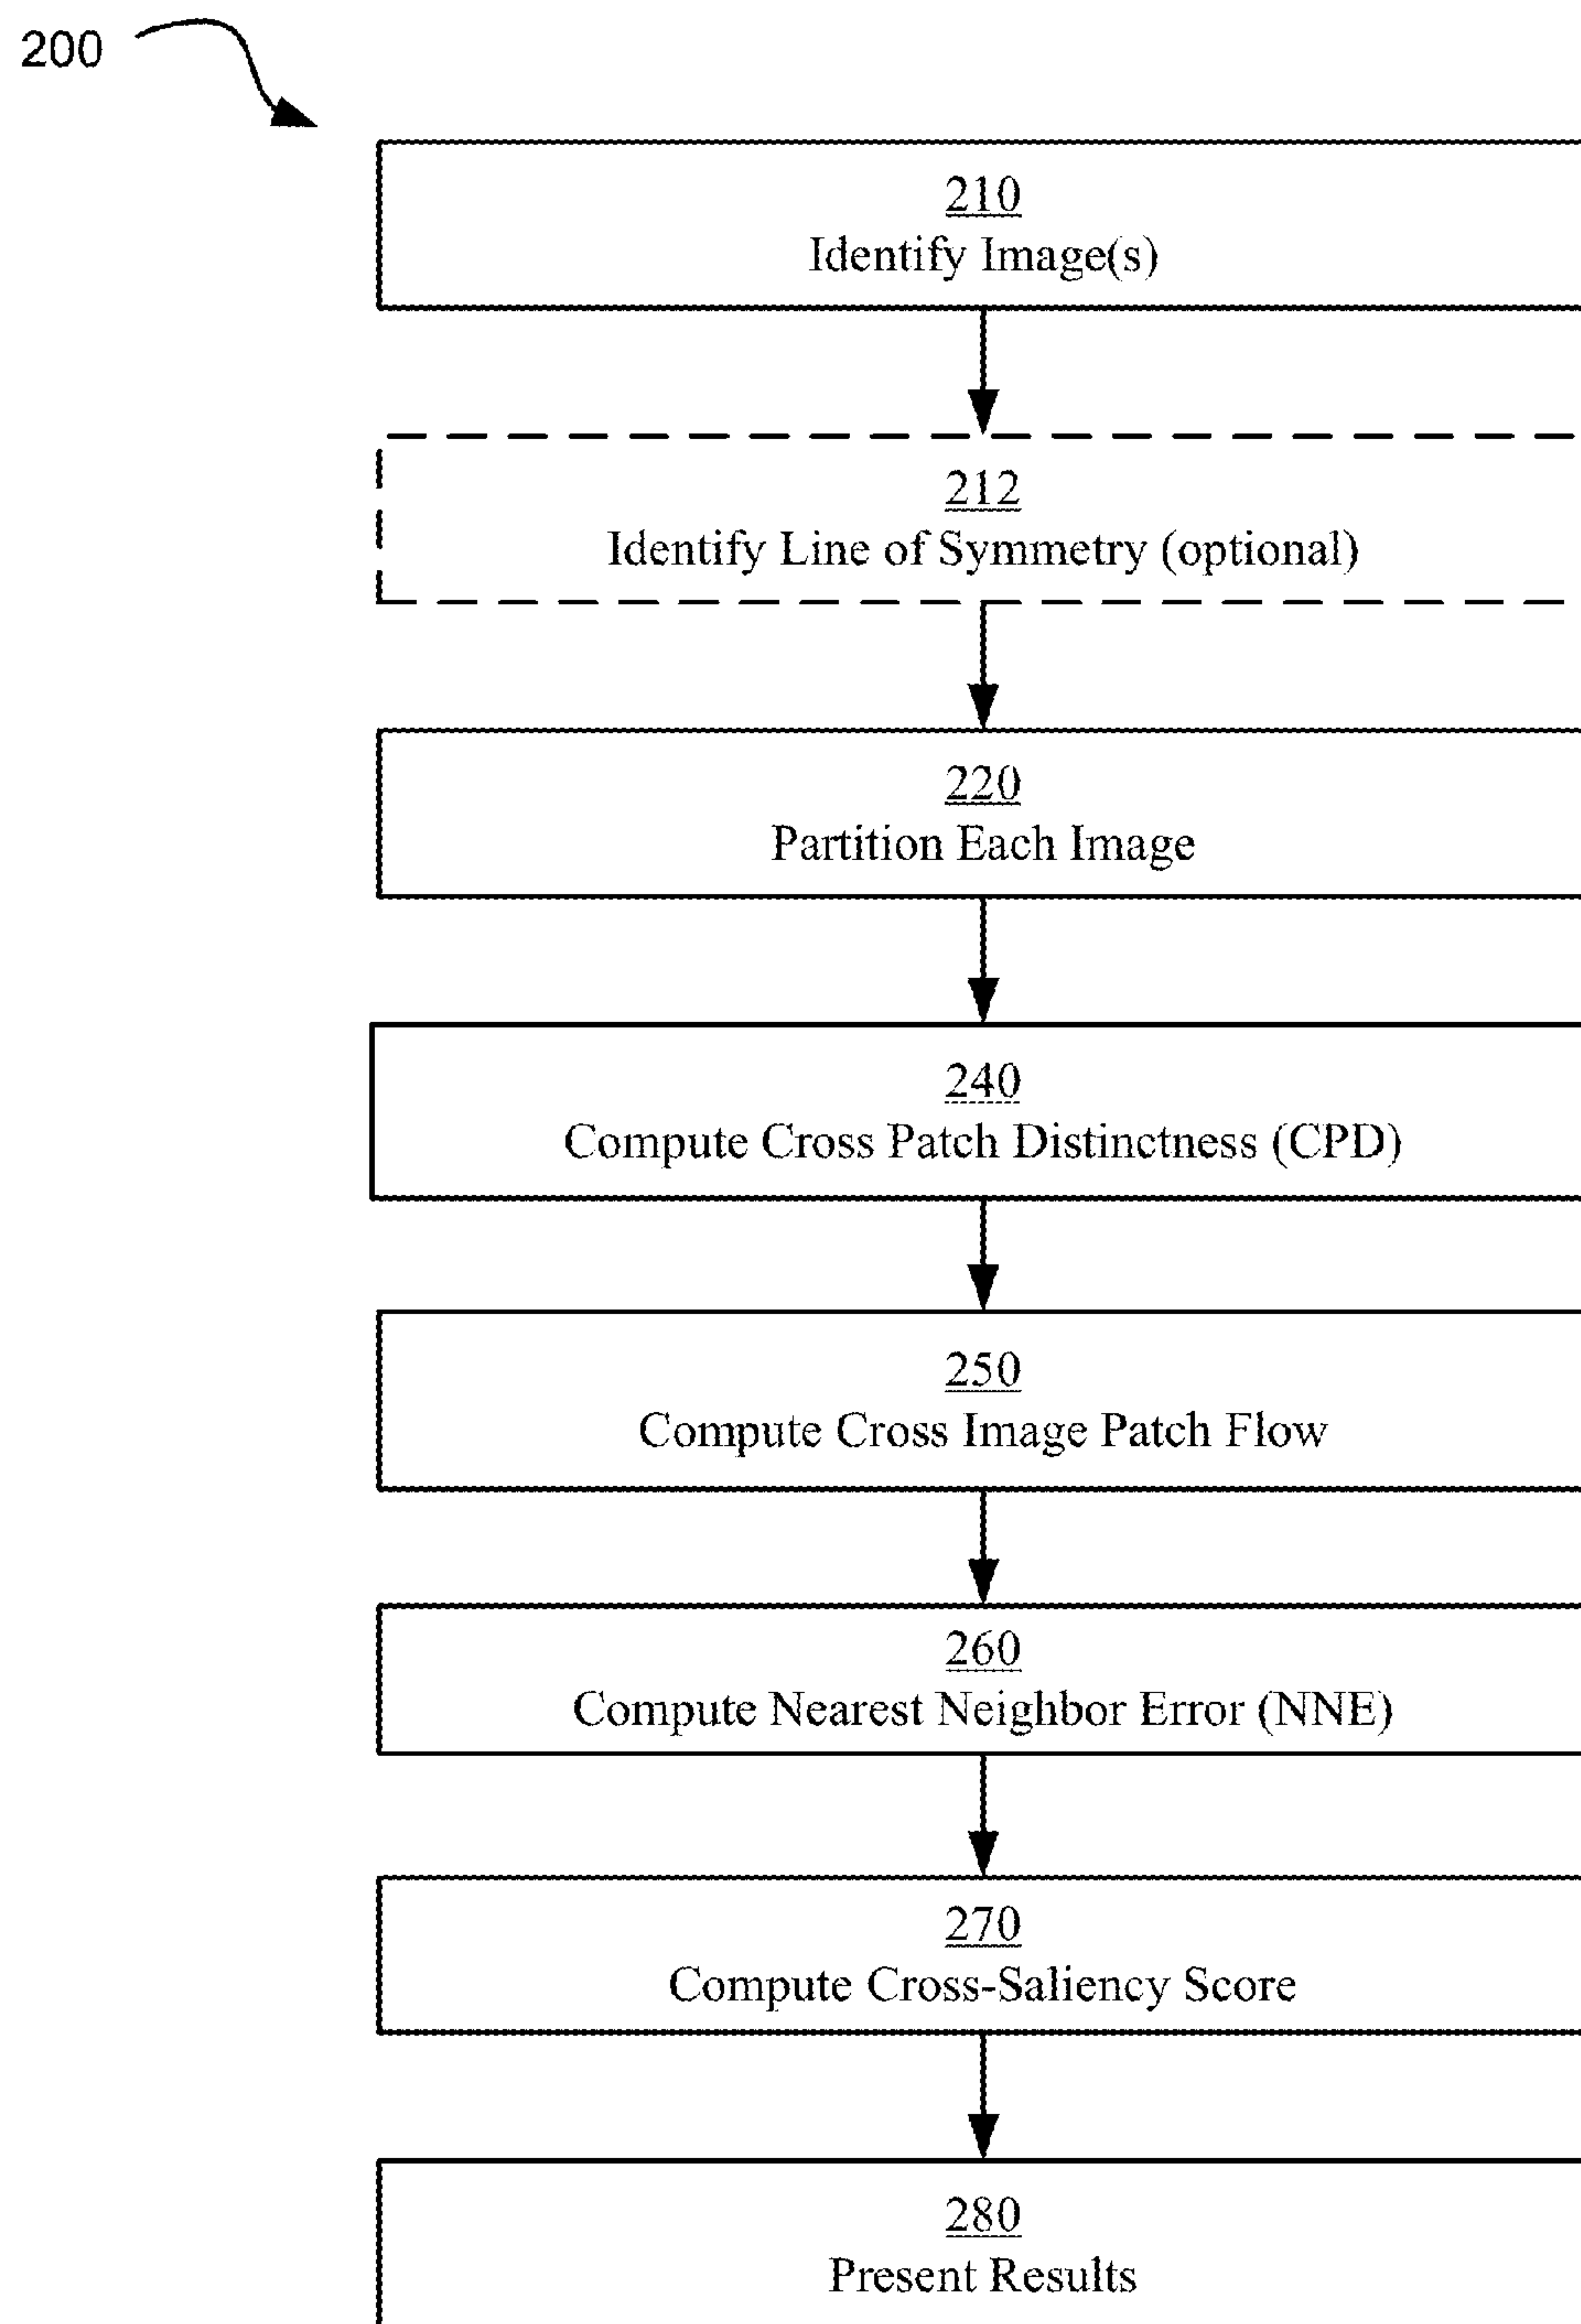 200
210
Identify Image(s)
212
Identify Line of Symmetry (optional)
220
Partition Each Image
240
Compute Cross Patch Distinctness (CPD)
250
Compute Cross Image Patch Flow
260
Compute Nearest Neighbor Error (NNE)
270
Compute Cross-Saliency Score
280
Present Results